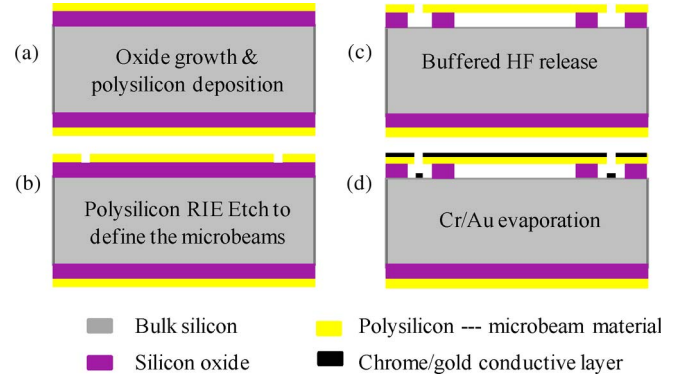 (a)
Oxide growth &
polysilicon deposition
(b)
Polysilicon RIE Etch to
define the microbeams
(c)
Buffered HF release
(d)
Cr/Au evaporation
Bulk silicon
Silicon oxide
Polysilicon --- microbeam material
Chrome/gold conductive layer